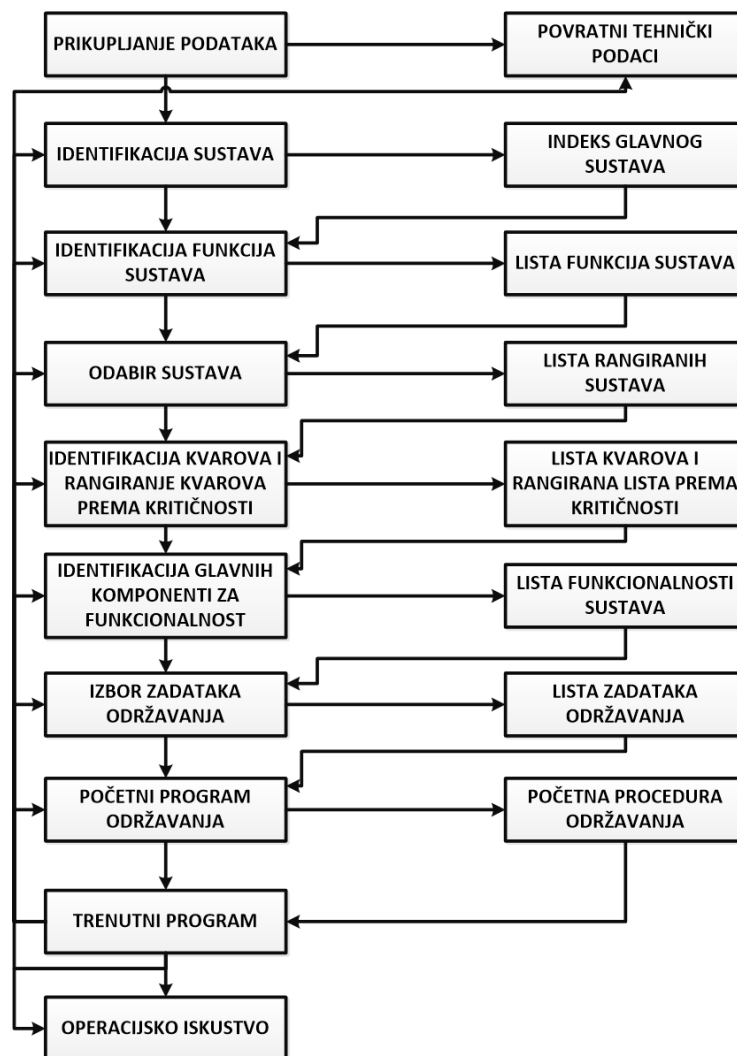 PRIKUPLJANJE PODATAKA
POVRATNI TEHNIČKI
PODACI
IDENTIFIKACIJA SUSTAVA
INDEKS GLAVNOG
SUSTAVA
IDENTIFIKACIJA FUNKCIJA
SUSTAVA
LISTA FUNKCIJA SUSTAVA
ODABIR SUSTAVA
LISTA RANGIRANIH
SUSTAVA
IDENTIFIKACIJA KVAROVA I
RANGIRANJE KVAROVA
PREMA KRITIČNOSTI
LISTA KVAROVA I
RANGIRANA LISTA PREMA
KRITIČNOSTI
IDENTIFIKACIJA GLAVNIH
KOMPONENTI ZA
FUNKCIONALNOST
LISTA FUNKCIONALNOSTI
SUSTAVA
IZBOR ZADATAKA
ODRŽAVANJA
LISTA ZADATAKA
ODRŽAVANJA
POČETNI PROGRAM
ODRŽAVANJA
POČETNA PROCEDURA
ODRŽAVANJA
TRENUTNI PROGRAM
OPERACIJSKO ISKUSTVO